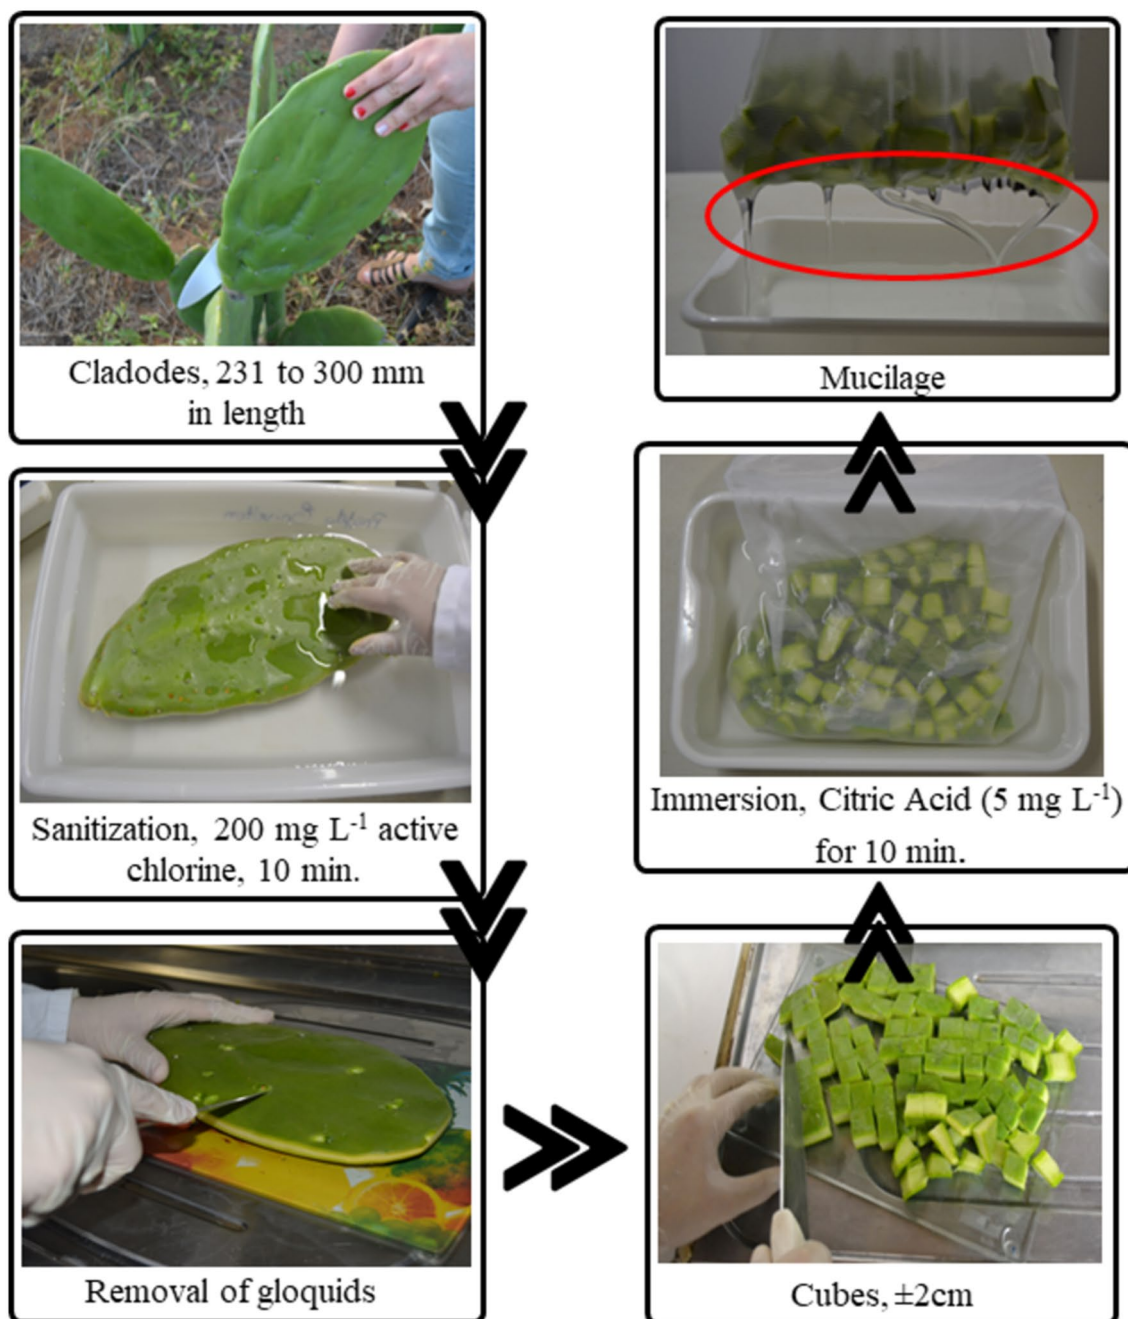 Cladodes, 231 to 300 mm
in length
Sanitization, 200 mg L⁻¹ active
chlorine, 10 min.
Removal of gloquids
Cubes, ±2cm
Immersion, Citric Acid (5 mg L⁻¹)
for 10 min.
Mucilage